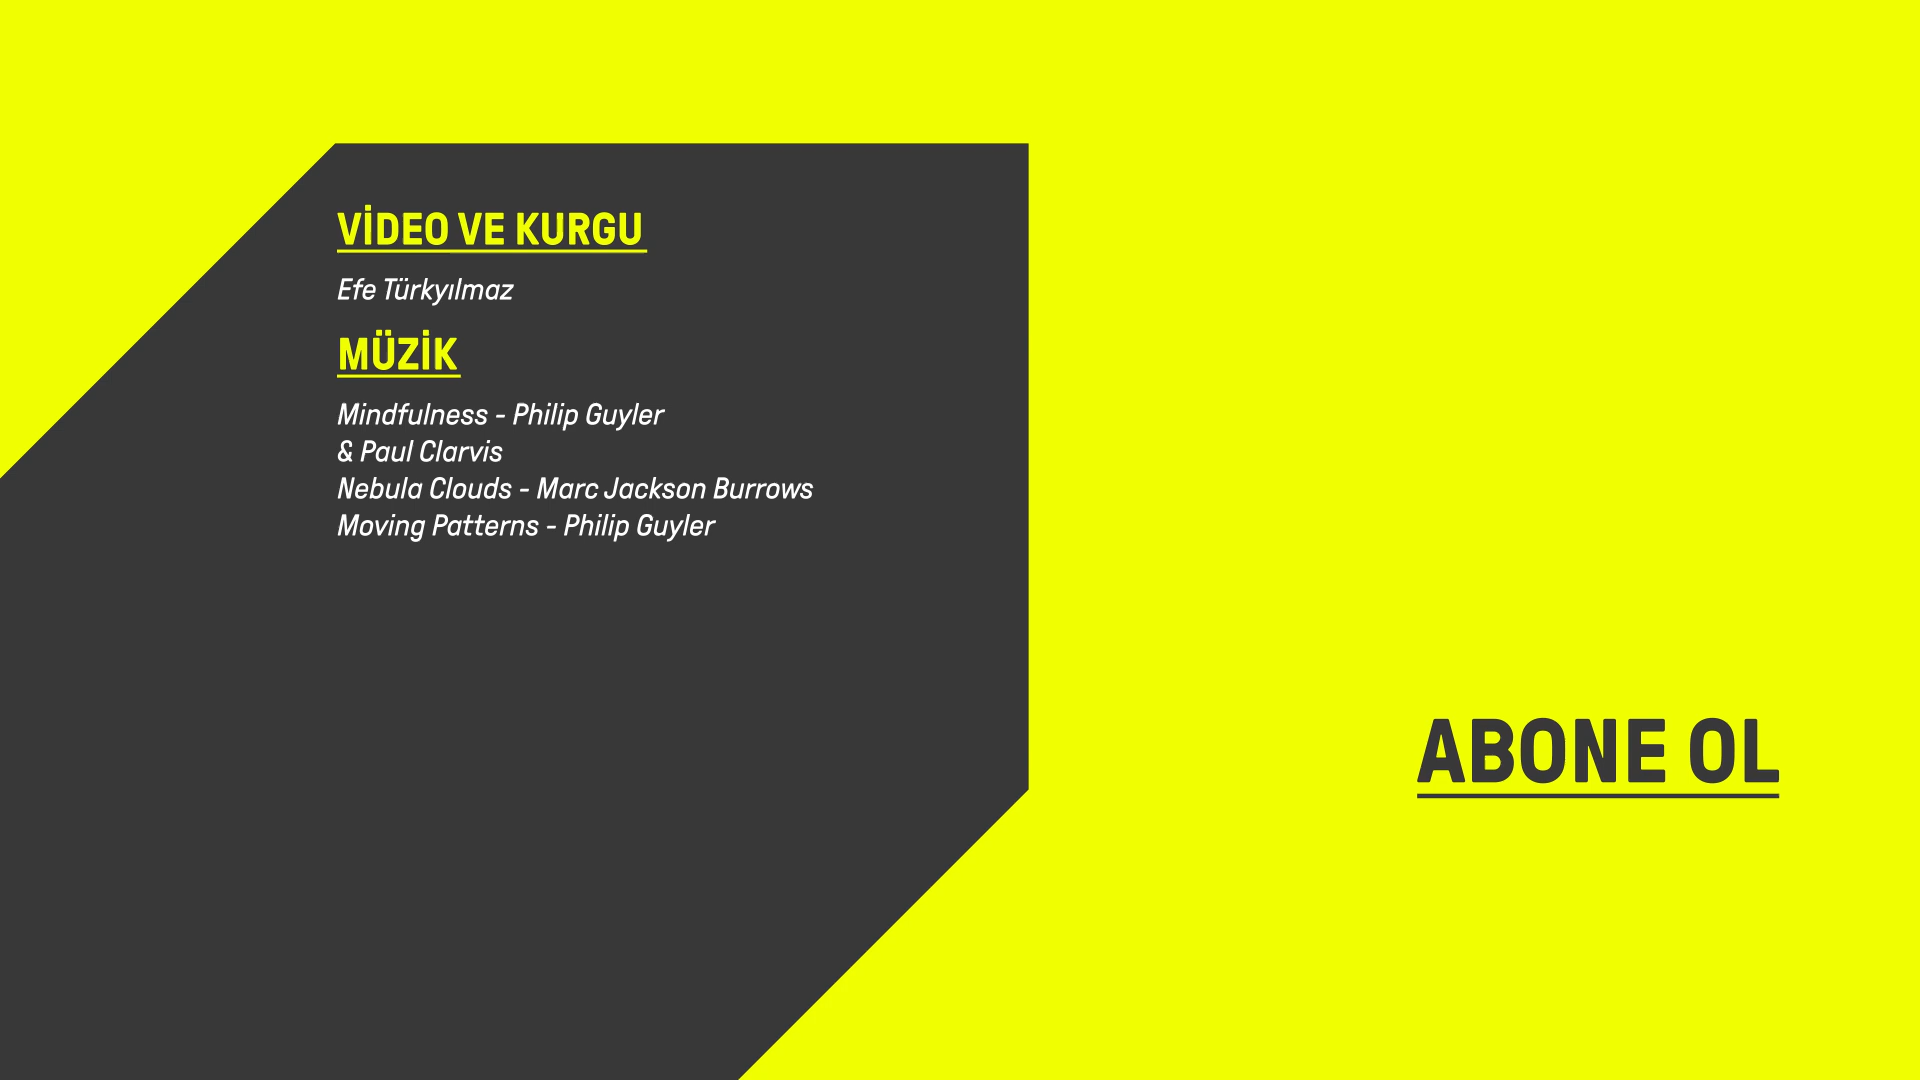 VİDEO VE KURGU
Efe Türkyılmaz
MÜZİK
Mindfulness - Philip Guyler
& Paul Clarvis
Nebula Clouds - Marc Jackson Burrows
Moving Patterns - Philip Guyler
ABONE OL